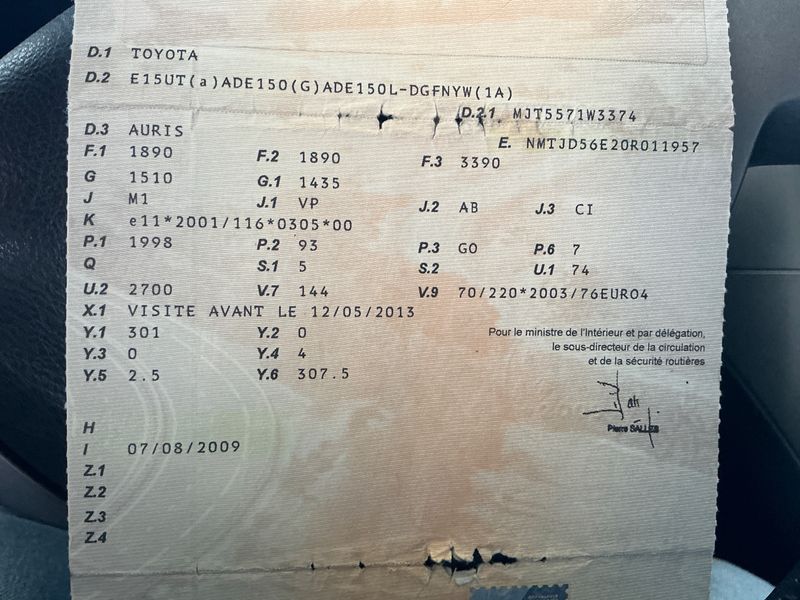 D.1 TOYOTA
D.2 E15UT(a)ADE150(G)ADE150L-DGFNYW(1A)
D.2.1 MJT5571W3374
D.3 AURIS
E. NMTJD56E20R011957
F.1 1890 F.2 1890 F.3 3390
G 1510 G.1 1435
J M1 J.1 VP J.2 AB J.3 CI
K e11*2001/116*0305*00
P.1 1998 P.2 93 P.3 GO P.6 7
Q S.1 5 S.2 U.1 74
U.2 2700 V.7 144 V.9 70/220*2003/76EURO4
X.1 VISITE AVANT LE 12/05/2013
Y.1 301 Y.2 0
Y.3 0 Y.4 4
Y.5 2.5 Y.6 307.5
Pour le ministre de l'Intérieur et par délégation,
le sous-directeur de la circulation
et de la sécurité routières
Pierre SALLES
H
I 07/08/2009
Z.1
Z.2
Z.3
Z.4